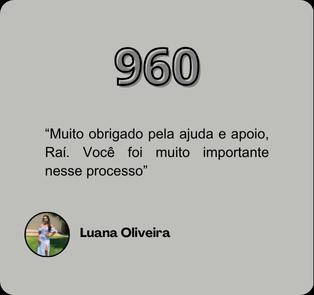 960
“Muito obrigado pela ajuda e apoio,
Raí. Você foi muito importante
nesse processo”
Luana Oliveira